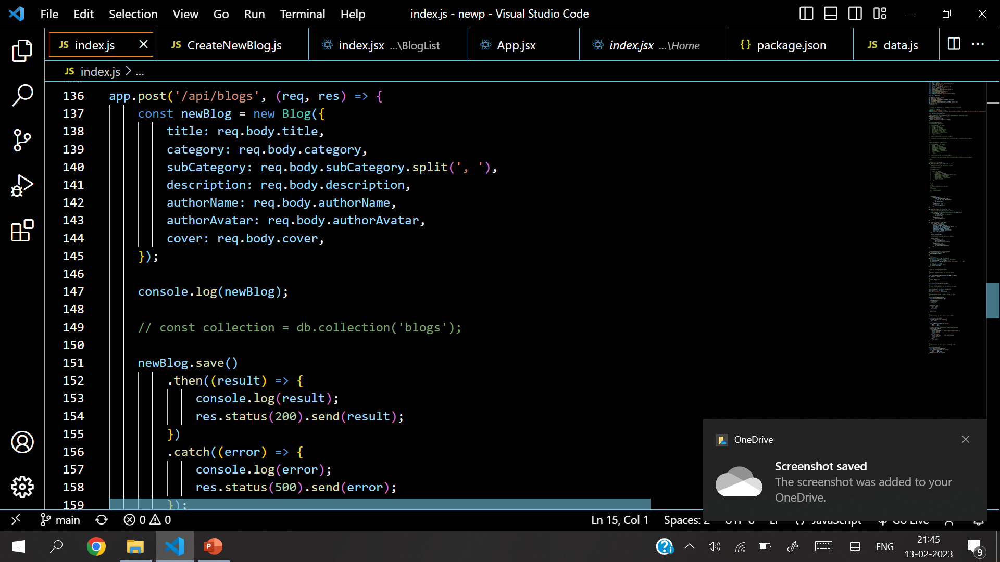 File Edit Selection View Go Run Terminal Help index.js - newp - Visual Studio Code
JS index.js JS CreateNewBlog.js index.jsx ...\BlogList App.jsx index.jsx ...\Home {} package.json JS data.js
JS index.js > ...
136 app.post('/api/blogs', (req, res) => {
137 const newBlog = new Blog({
138 title: req.body.title,
139 category: req.body.category,
140 subCategory: req.body.subCategory.split(', '),
141 description: req.body.description,
142 authorName: req.body.authorName,
143 authorAvatar: req.body.authorAvatar,
144 cover: req.body.cover,
145 });
146
147 console.log(newBlog);
148
149 // const collection = db.collection('blogs');
150
151 newBlog.save()
152 .then((result) => {
153 console.log(result);
154 res.status(200).send(result);
155 })
156 .catch((error) => {
157 console.log(error);
158 res.status(500).send(error);
159 });
OneDrive
Screenshot saved
The screenshot was added to your
OneDrive.
main 0 0 Ln 15, Col 1 Spaces: 2 UTF-8 LF {} JavaScript Go Live
ENG 21:45
13-02-2023
9